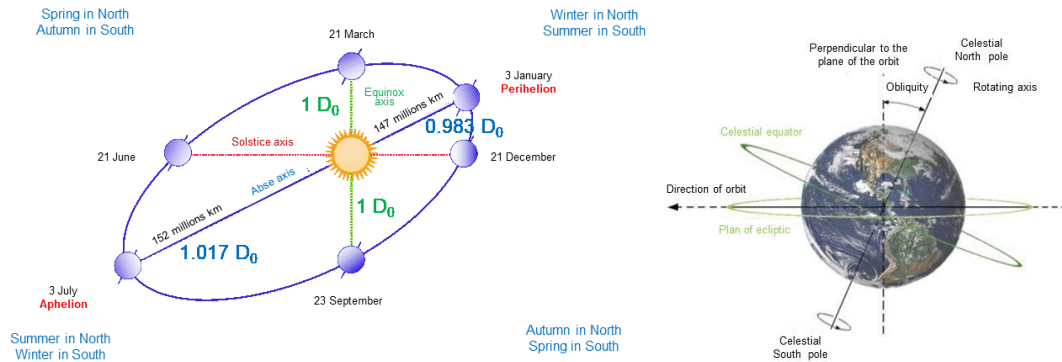 Spring in North
Autumn in South
Winter in North
Summer in South
21 March
3 January
Perihelion
Equinox
axis
1 D₀
147 millions km
0.983 D₀
Solstice axis
21 June
21 December
Abse axis
1 D₀
152 millions km
1.017 D₀
3 July
Aphelion
23 September
Summer in North
Winter in South
Autumn in North
Spring in South
Perpendicular to the
plane of the orbit
Celestial
North pole
Obliquity
Rotating axis
Celestial equator
Direction of orbit
Plan of ecliptic
Celestial
South pole